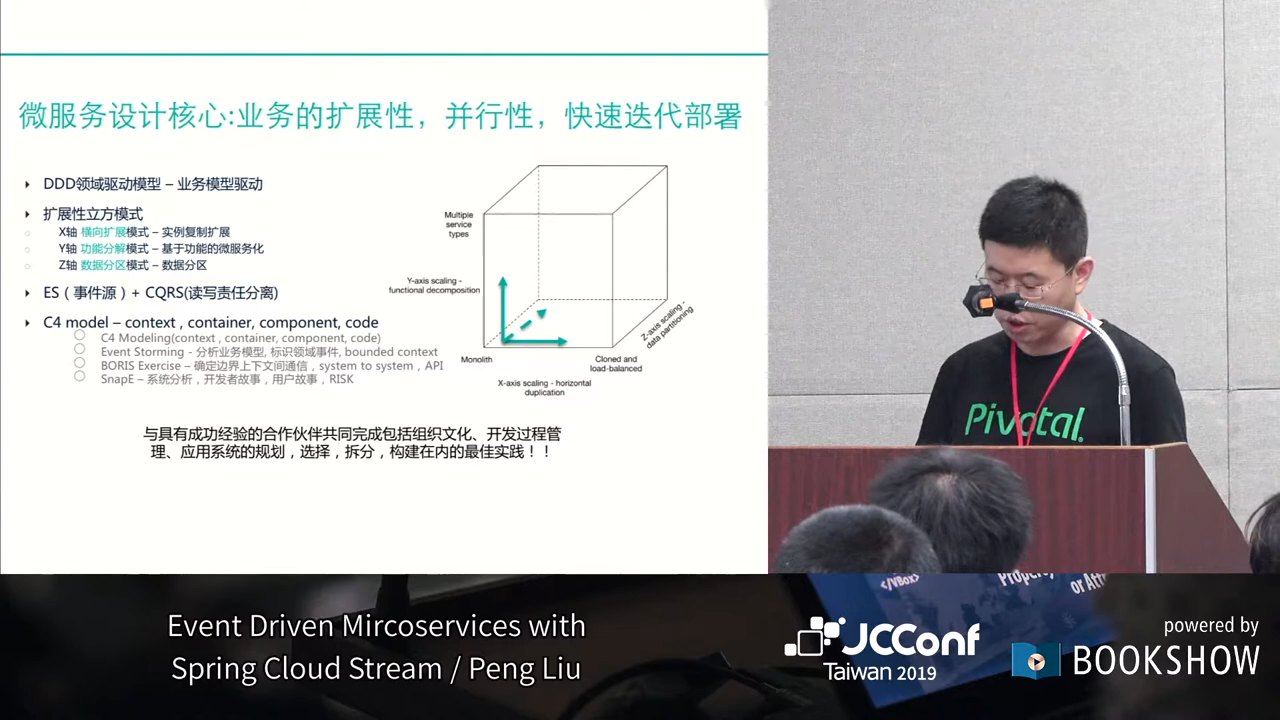 微服务设计核心:业务的扩展性，并行性，快速迭代部署
DDD领域驱动模型 – 业务模型驱动
扩展性立方模式
X轴 横向扩展模式 – 实例复制扩展
Y轴 功能分解模式 – 基于功能的微服务化
Z轴 数据分区模式 – 数据分区
ES（事件源）+ CQRS(读写责任分离)
C4 model – context , container, component, code
C4 Modeling(context , container, component, code)
Event Storming - 分析业务模型, 标识领域事件, bounded context
BORIS Exercise – 确定边界上下文间通信，system to system，API
SnapE – 系统分析，开发者故事，用户故事，RISK
Multiple
service
types
Y-axis scaling -
functional decomposition
Z-axis scaling -
data partitioning
Monolith
Cloned and
load-balanced
X-axis scaling - horizontal
duplication
与具有成功经验的合作伙伴共同完成包括组织文化、开发过程管
理、应用系统的规划，选择，拆分，构建在内的最佳实践！！
Pivotal.
</VBox>
or
Event Driven Mircoservices with
Spring Cloud Stream / Peng Liu
JCConf
Taiwan 2019
powered by
BOOKSHOW